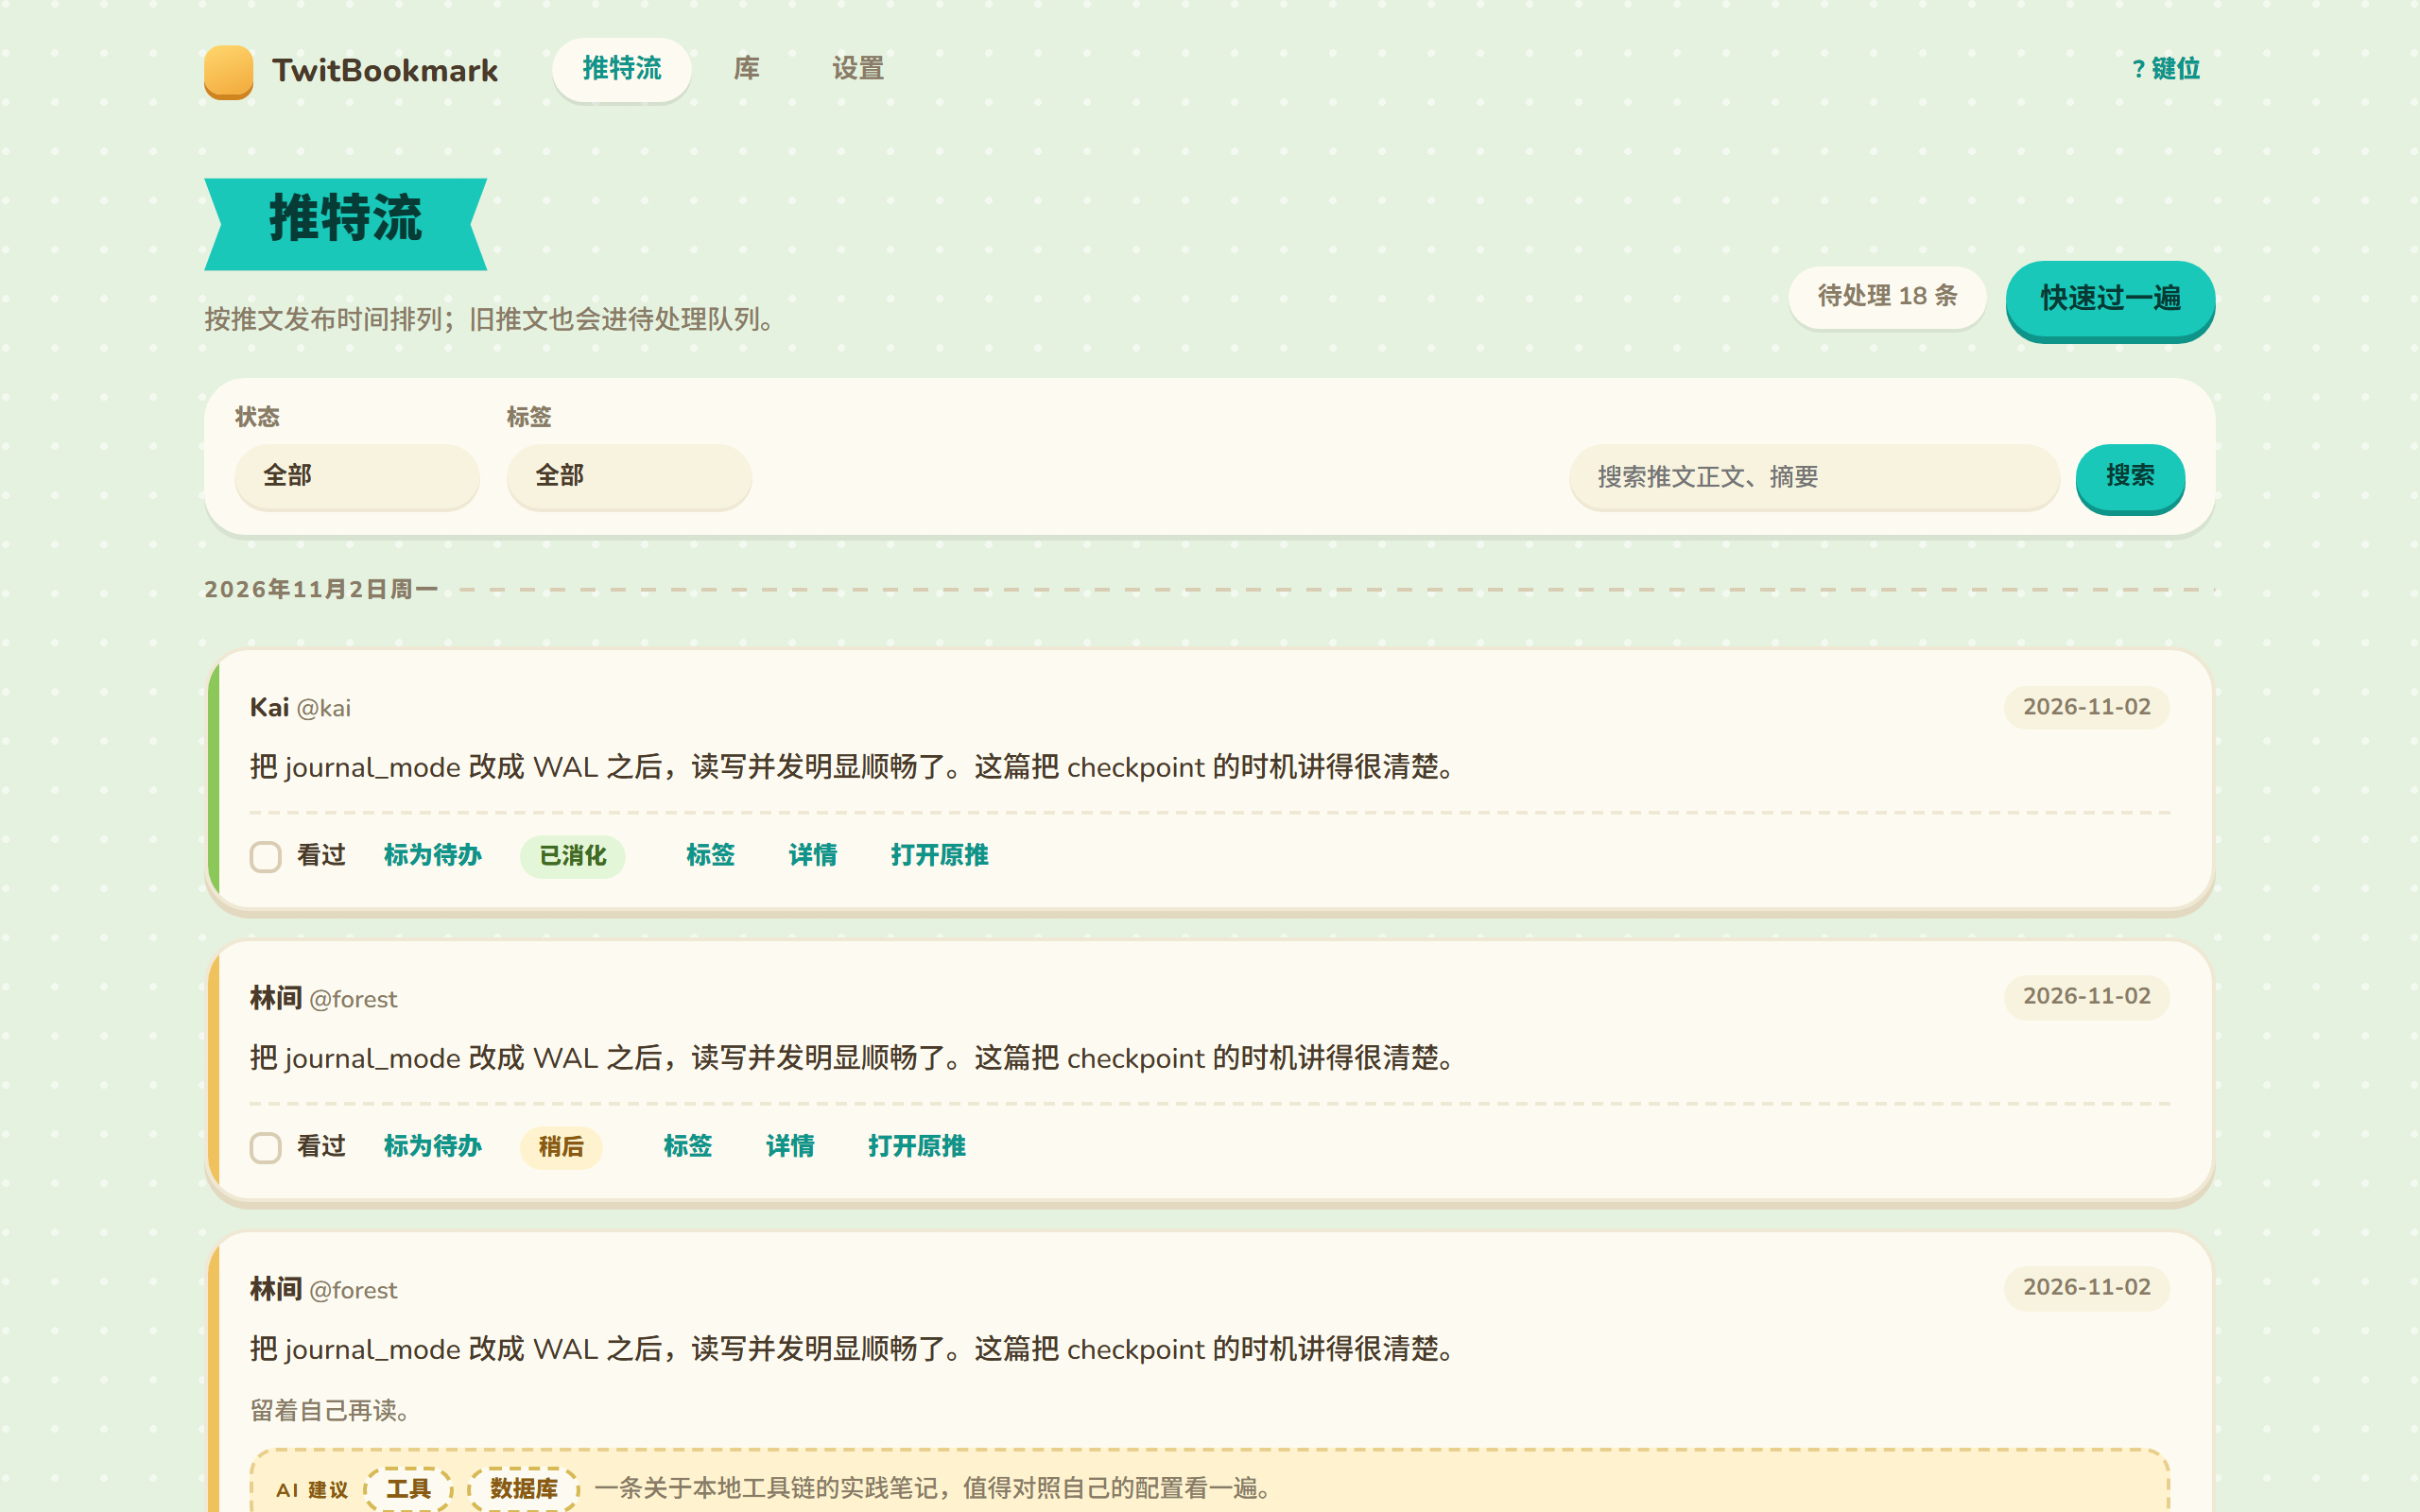 TwitBookmark 推特流 库 设置 ? 键位
推特流
按推文发布时间排列；旧推文也会进待处理队列。
待处理 18 条 快速过一遍
状态 标签
全部 全部 搜索推文正文、摘要 搜索
2026年11月2日周一
Kai @kai 2026-11-02
把 journal_mode 改成 WAL 之后，读写并发明显顺畅了。这篇把 checkpoint 的时机讲得很清楚。
看过 标为待办 已消化 标签 详情 打开原推
林间 @forest 2026-11-02
把 journal_mode 改成 WAL 之后，读写并发明显顺畅了。这篇把 checkpoint 的时机讲得很清楚。
看过 标为待办 稍后 标签 详情 打开原推
林间 @forest 2026-11-02
把 journal_mode 改成 WAL 之后，读写并发明显顺畅了。这篇把 checkpoint 的时机讲得很清楚。
留着自己再读。
AI 建议 工具 数据库 一条关于本地工具链的实践笔记，值得对照自己的配置看一遍。